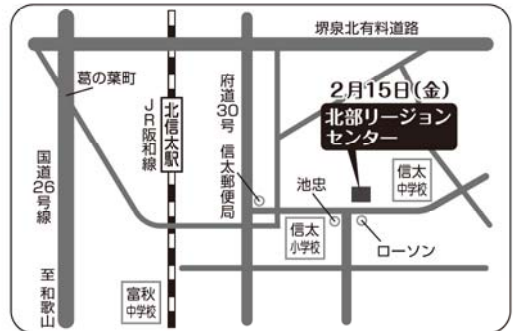 堺泉北有料道路
葛の葉町
北信太駅
JR阪和線
府道30号
信太郵便局
2月15日(金)
北部リージョン
センター
国道26号線
池忠
信太
中学校
信太
小学校
ローソン
至 和歌山
富秋
中学校